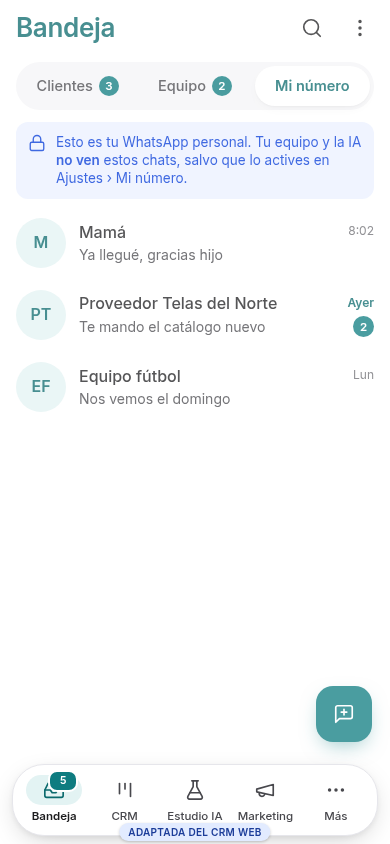 Bandeja
Clientes 3 Equipo 2 Mi número
Esto es tu WhatsApp personal. Tu equipo y la IA
no ven estos chats, salvo que lo actives en
Ajustes › Mi número.
M Mamá 8:02
Ya llegué, gracias hijo
PT Proveedor Telas del Norte Ayer
Te mando el catálogo nuevo 2
EF Equipo fútbol Lun
Nos vemos el domingo
5
Bandeja CRM Estudio IA Marketing Más
ADAPTADA DEL CRM WEB